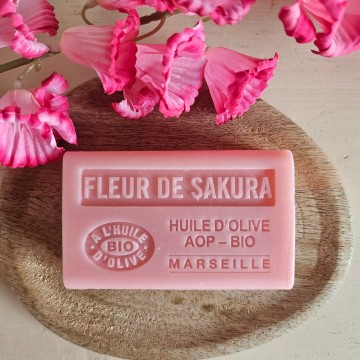 FLEUR DE SAKURA
À L'HUILE
BIO
D'OLIVE
HUILE D'OLIVE
AOP – BIO
MARSEILLE